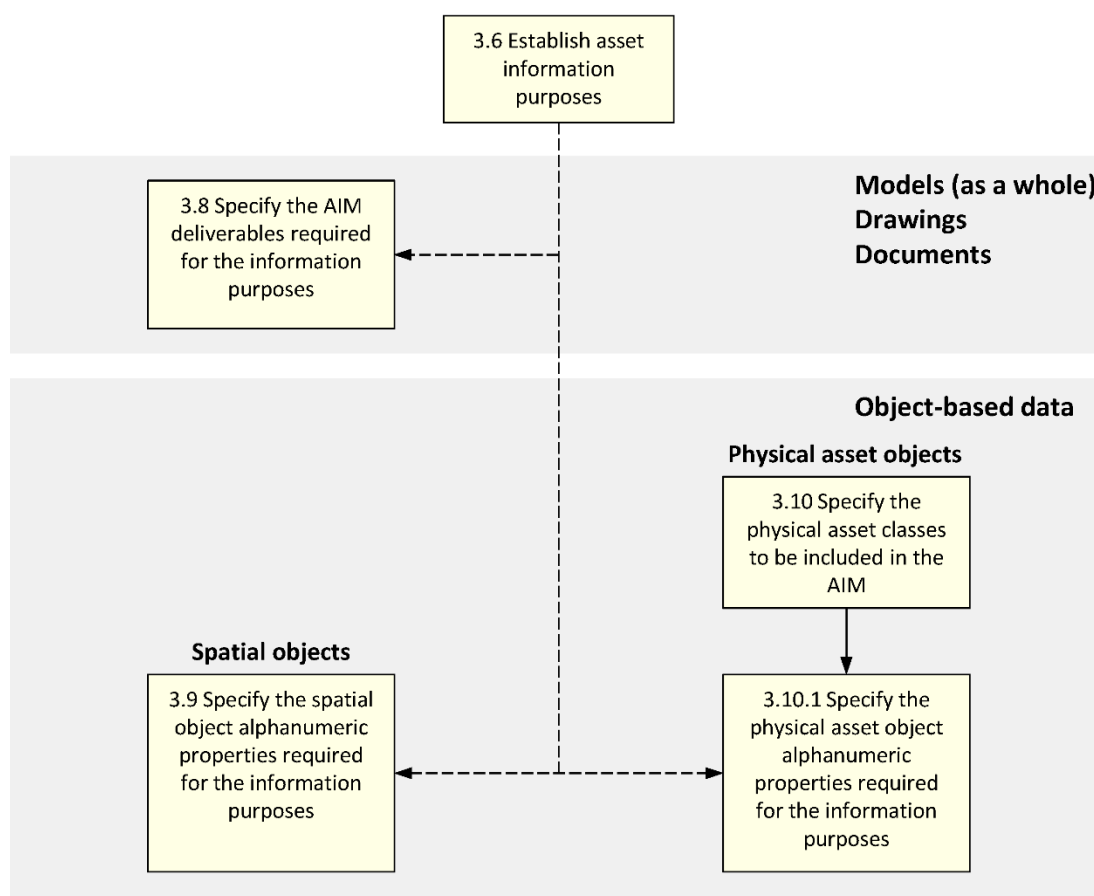 3.6 Establish asset
information
purposes
Models (as a whole)
Drawings
Documents
3.8 Specify the AIM
deliverables required
for the information
purposes
Object-based data
Physical asset objects
3.10 Specify the
physical asset classes
to be included in the
AIM
Spatial objects
3.9 Specify the spatial
object alphanumeric
properties required
for the information
purposes
3.10.1 Specify the
physical asset object
alphanumeric
properties required
for the information
purposes